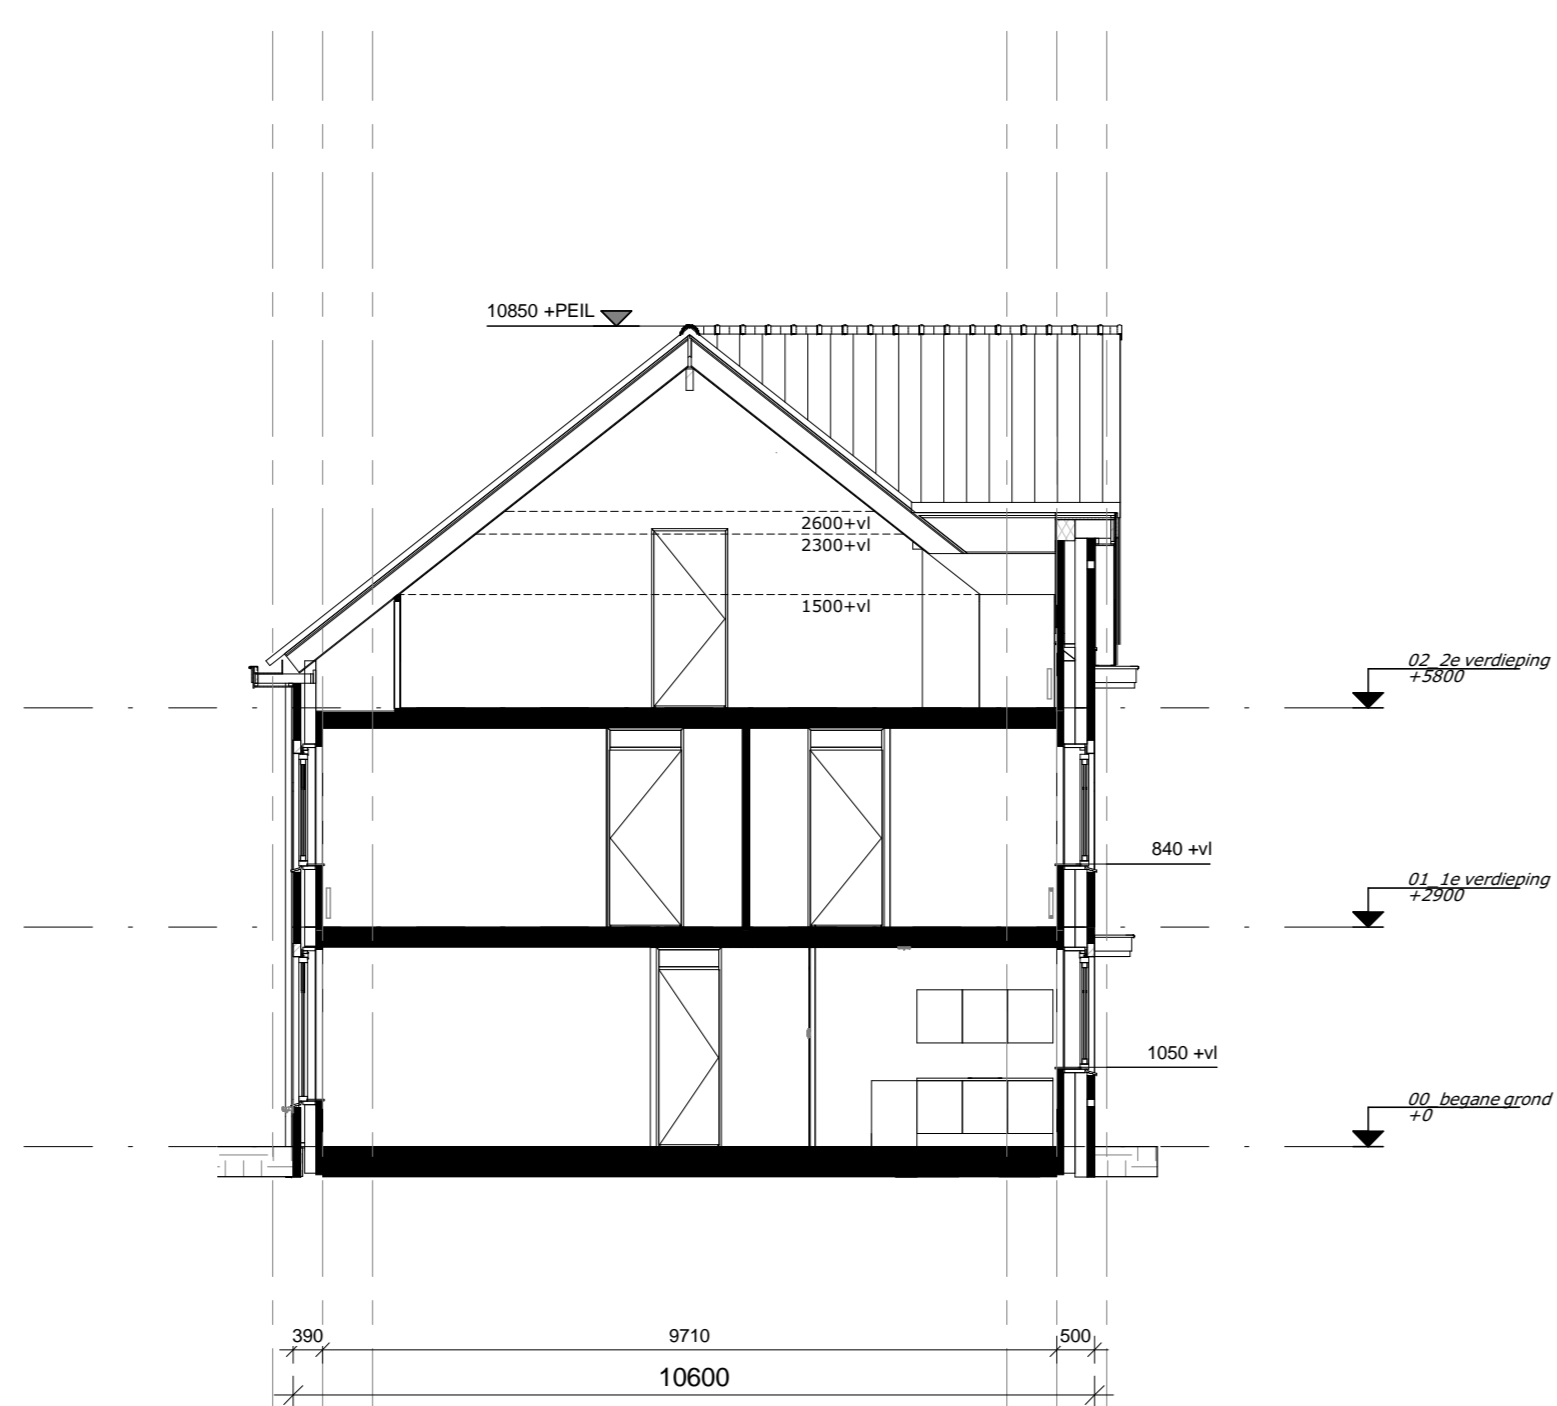 10850 +PEIL
2600+vl
2300+vl
1500+vl
02_2e verdieping
+5800
840 +vl
01_1e verdieping
+2900
1050 +vl
00_begane grond
+0
390
9710
500
10600